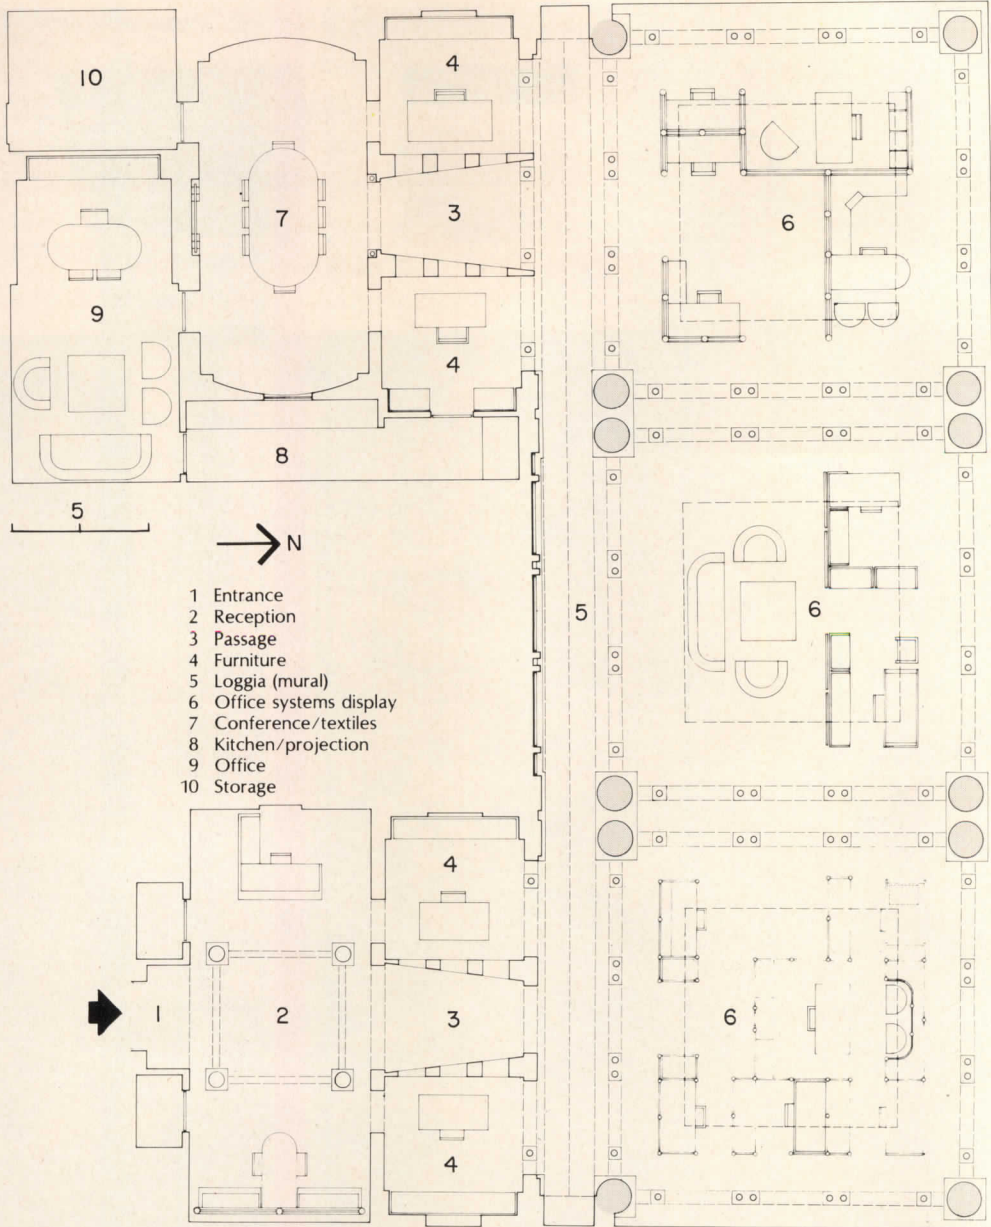 10
4
7
3
6
9
4
8
5
N
1 Entrance
2 Reception
3 Passage
4 Furniture
5 Loggia (mural)
6 Office systems display
7 Conference/textiles
8 Kitchen/projection
9 Office
10 Storage
5
6
4
1
2
3
6
4